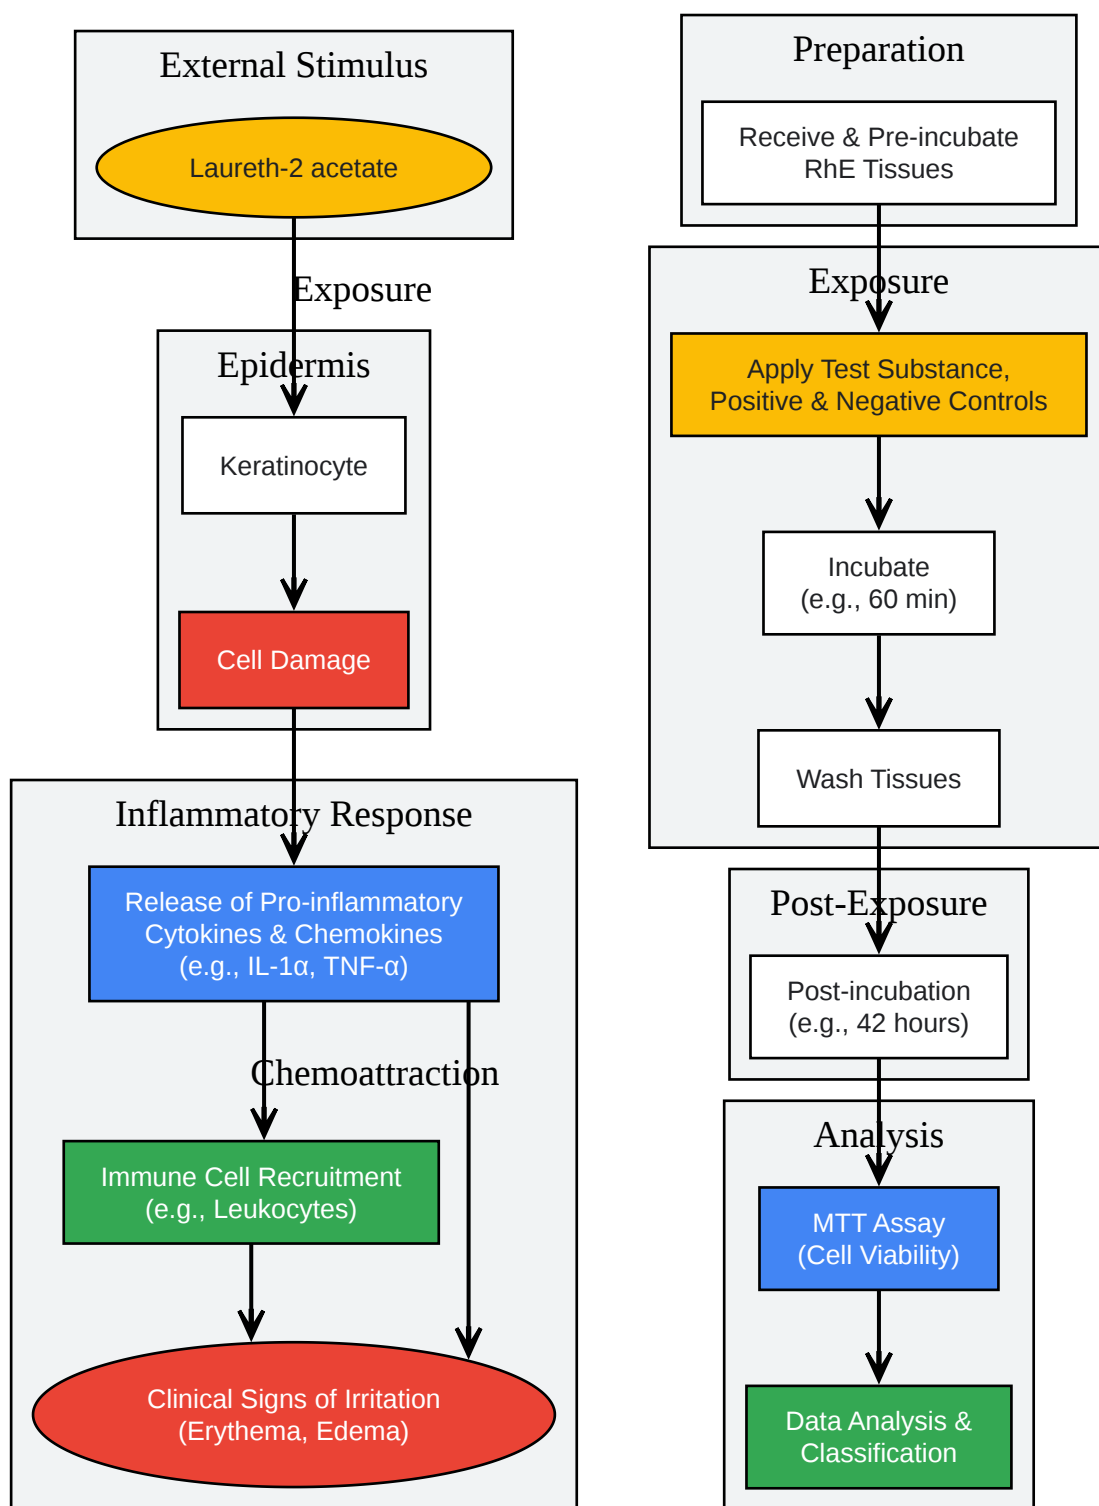 External Stimulus
Laureth-2 acetate
Exposure
Epidermis
Keratinocyte
Cell Damage
Inflammatory Response
Release of Pro-inflammatory
Cytokines & Chemokines
(e.g., IL-1α, TNF-α)
Chemoattraction
Immune Cell Recruitment
(e.g., Leukocytes)
Clinical Signs of Irritation
(Erythema, Edema)
Preparation
Receive & Pre-incubate
RhE Tissues
Exposure
Apply Test Substance,
Positive & Negative Controls
Incubate
(e.g., 60 min)
Wash Tissues
Post-Exposure
Post-incubation
(e.g., 42 hours)
Analysis
MTT Assay
(Cell Viability)
Data Analysis &
Classification